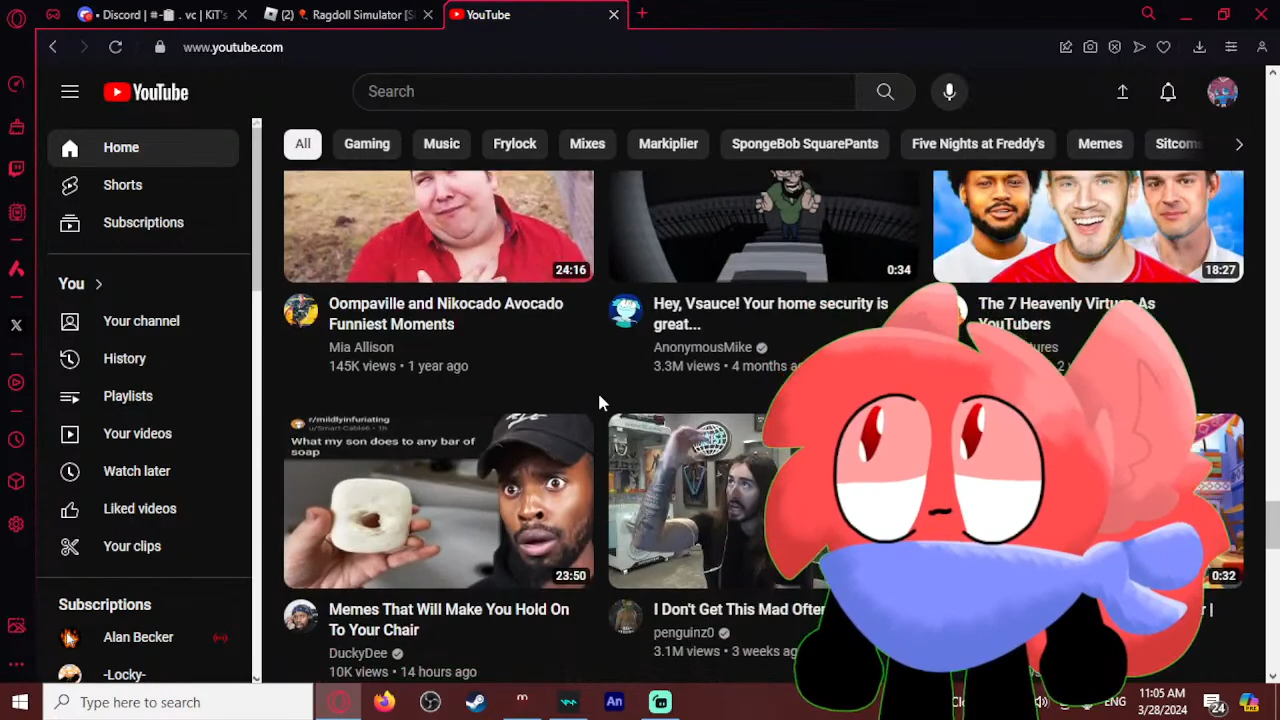 Discord | #-📋 . vc | KiT's
(2) 🎈 Ragdoll Simulator [S
YouTube
www.youtube.com
YouTube
Search
All
Gaming
Music
Frylock
Mixes
Markiplier
SpongeBob SquarePants
Five Nights at Freddy's
Memes
Sitcom
Home
Shorts
Subscriptions
You
Your channel
History
Playlists
Your videos
Watch later
Liked videos
Your clips
Subscriptions
Alan Becker
-Locky-
24:16
Oompaville and Nikocado Avocado
Funniest Moments
Mia Allison
145K views • 1 year ago
0:34
Hey, Vsauce! Your home security is
great...
AnonymousMike
3.3M views • 4 months
18:27
The 7 Heavenly Virtues As
YouTubers
r/mildlyinfuriating
What my son does to any bar of
soap
23:50
Memes That Will Make You Hold On
To Your Chair
DuckyDee
10K views • 14 hours ago
I Don't Get This Mad Often
penguinz0
3.1M views • 3 weeks
0:32
Type here to search
An
ENG
11:05 AM
3/28/2024
24
PRE